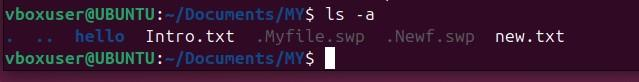 vboxuser@UBUNTU:~/Documents/MY$ ls -a
.  ..  hello  Intro.txt  .Myfile.swp  .Newf.swp  new.txt
vboxuser@UBUNTU:~/Documents/MY$